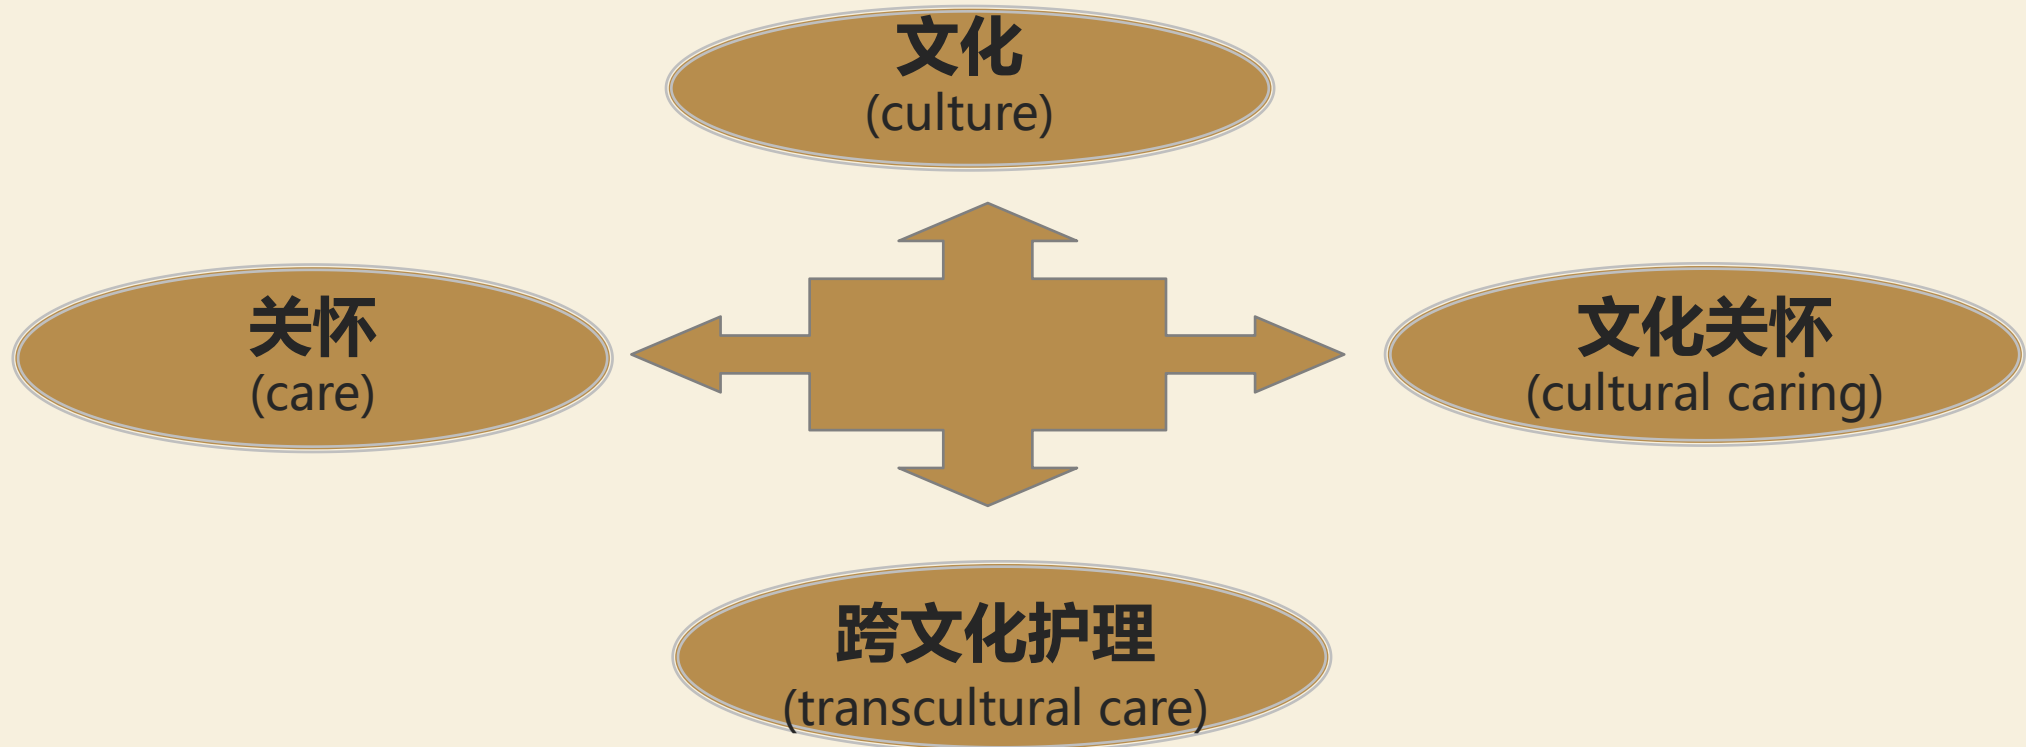 文化
(culture)
关怀
(care)
文化关怀
(cultural caring)
跨文化护理
(transcultural care)